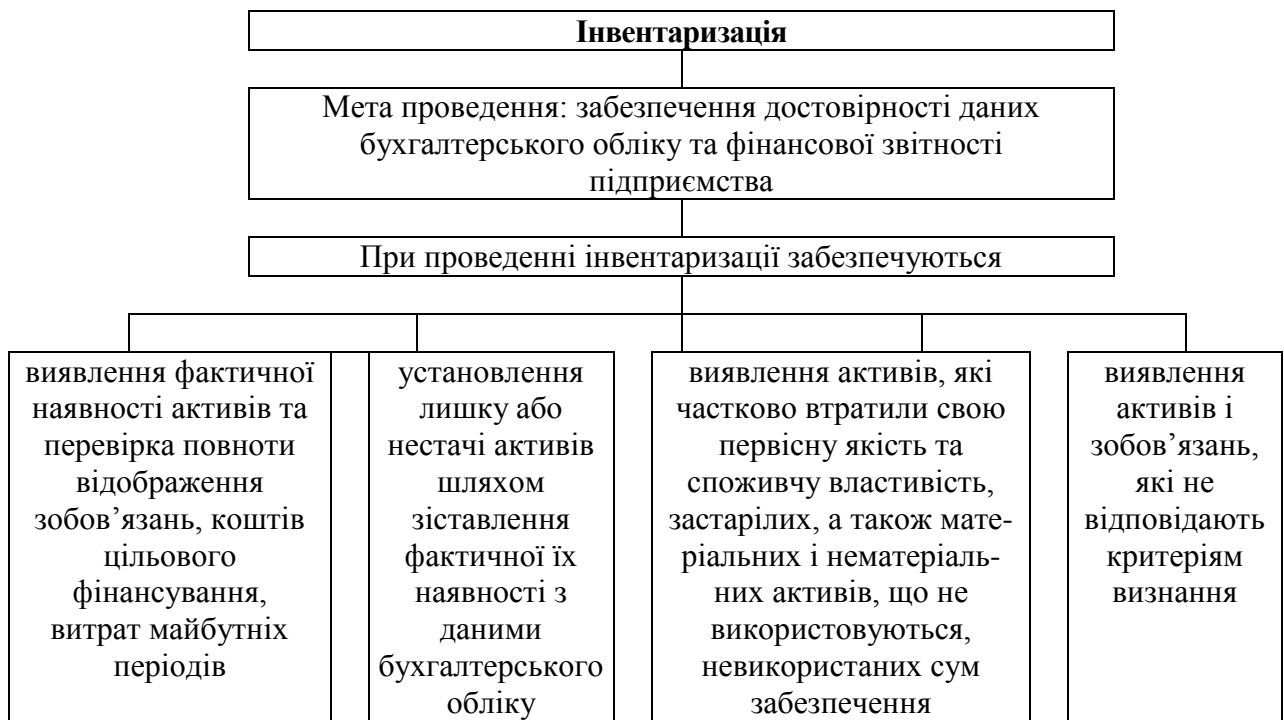 Інвентаризація
Мета проведення: забезпечення достовірності даних
бухгалтерського обліку та фінансової звітності
підприємства
При проведенні інвентаризації забезпечуються
виявлення фактичної
наявності активів та
перевірка повноти
відображення
зобов’язань, коштів
цільового
фінансування,
витрат майбутніх
періодів
установлення
лишку або
нестачі активів
шляхом
зіставлення
фактичної їх
наявності з
даними
бухгалтерського
обліку
виявлення активів, які
частково втратили свою
первісну якість та
споживчу властивість,
застарілих, а також мате-
ріальних і нематеріаль-
них активів, що не
використовуються,
невикористаних сум
забезпечення
виявлення
активів і
зобов’язань,
які не
відповідають
критеріям
визнання